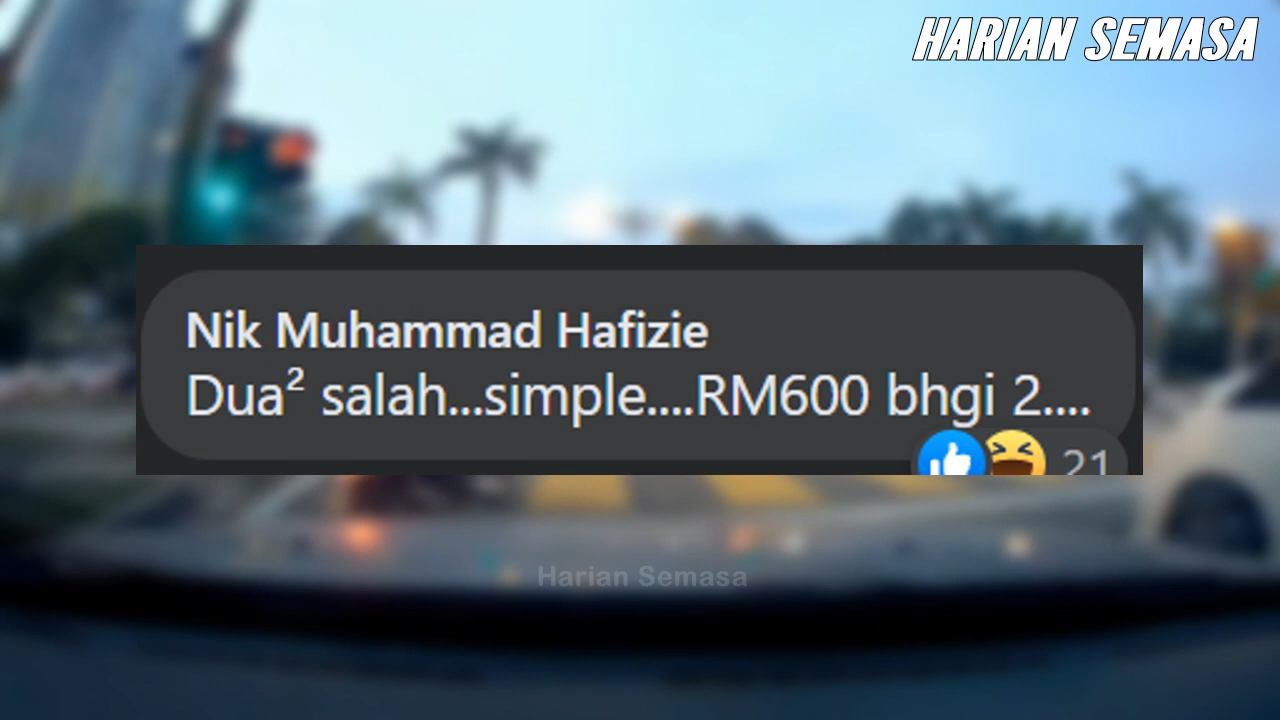 HARIAN SEMASA
Nik Muhammad Hafizie
Dua² salah...simple....RM600 bhgi 2....
21
Harian Semasa